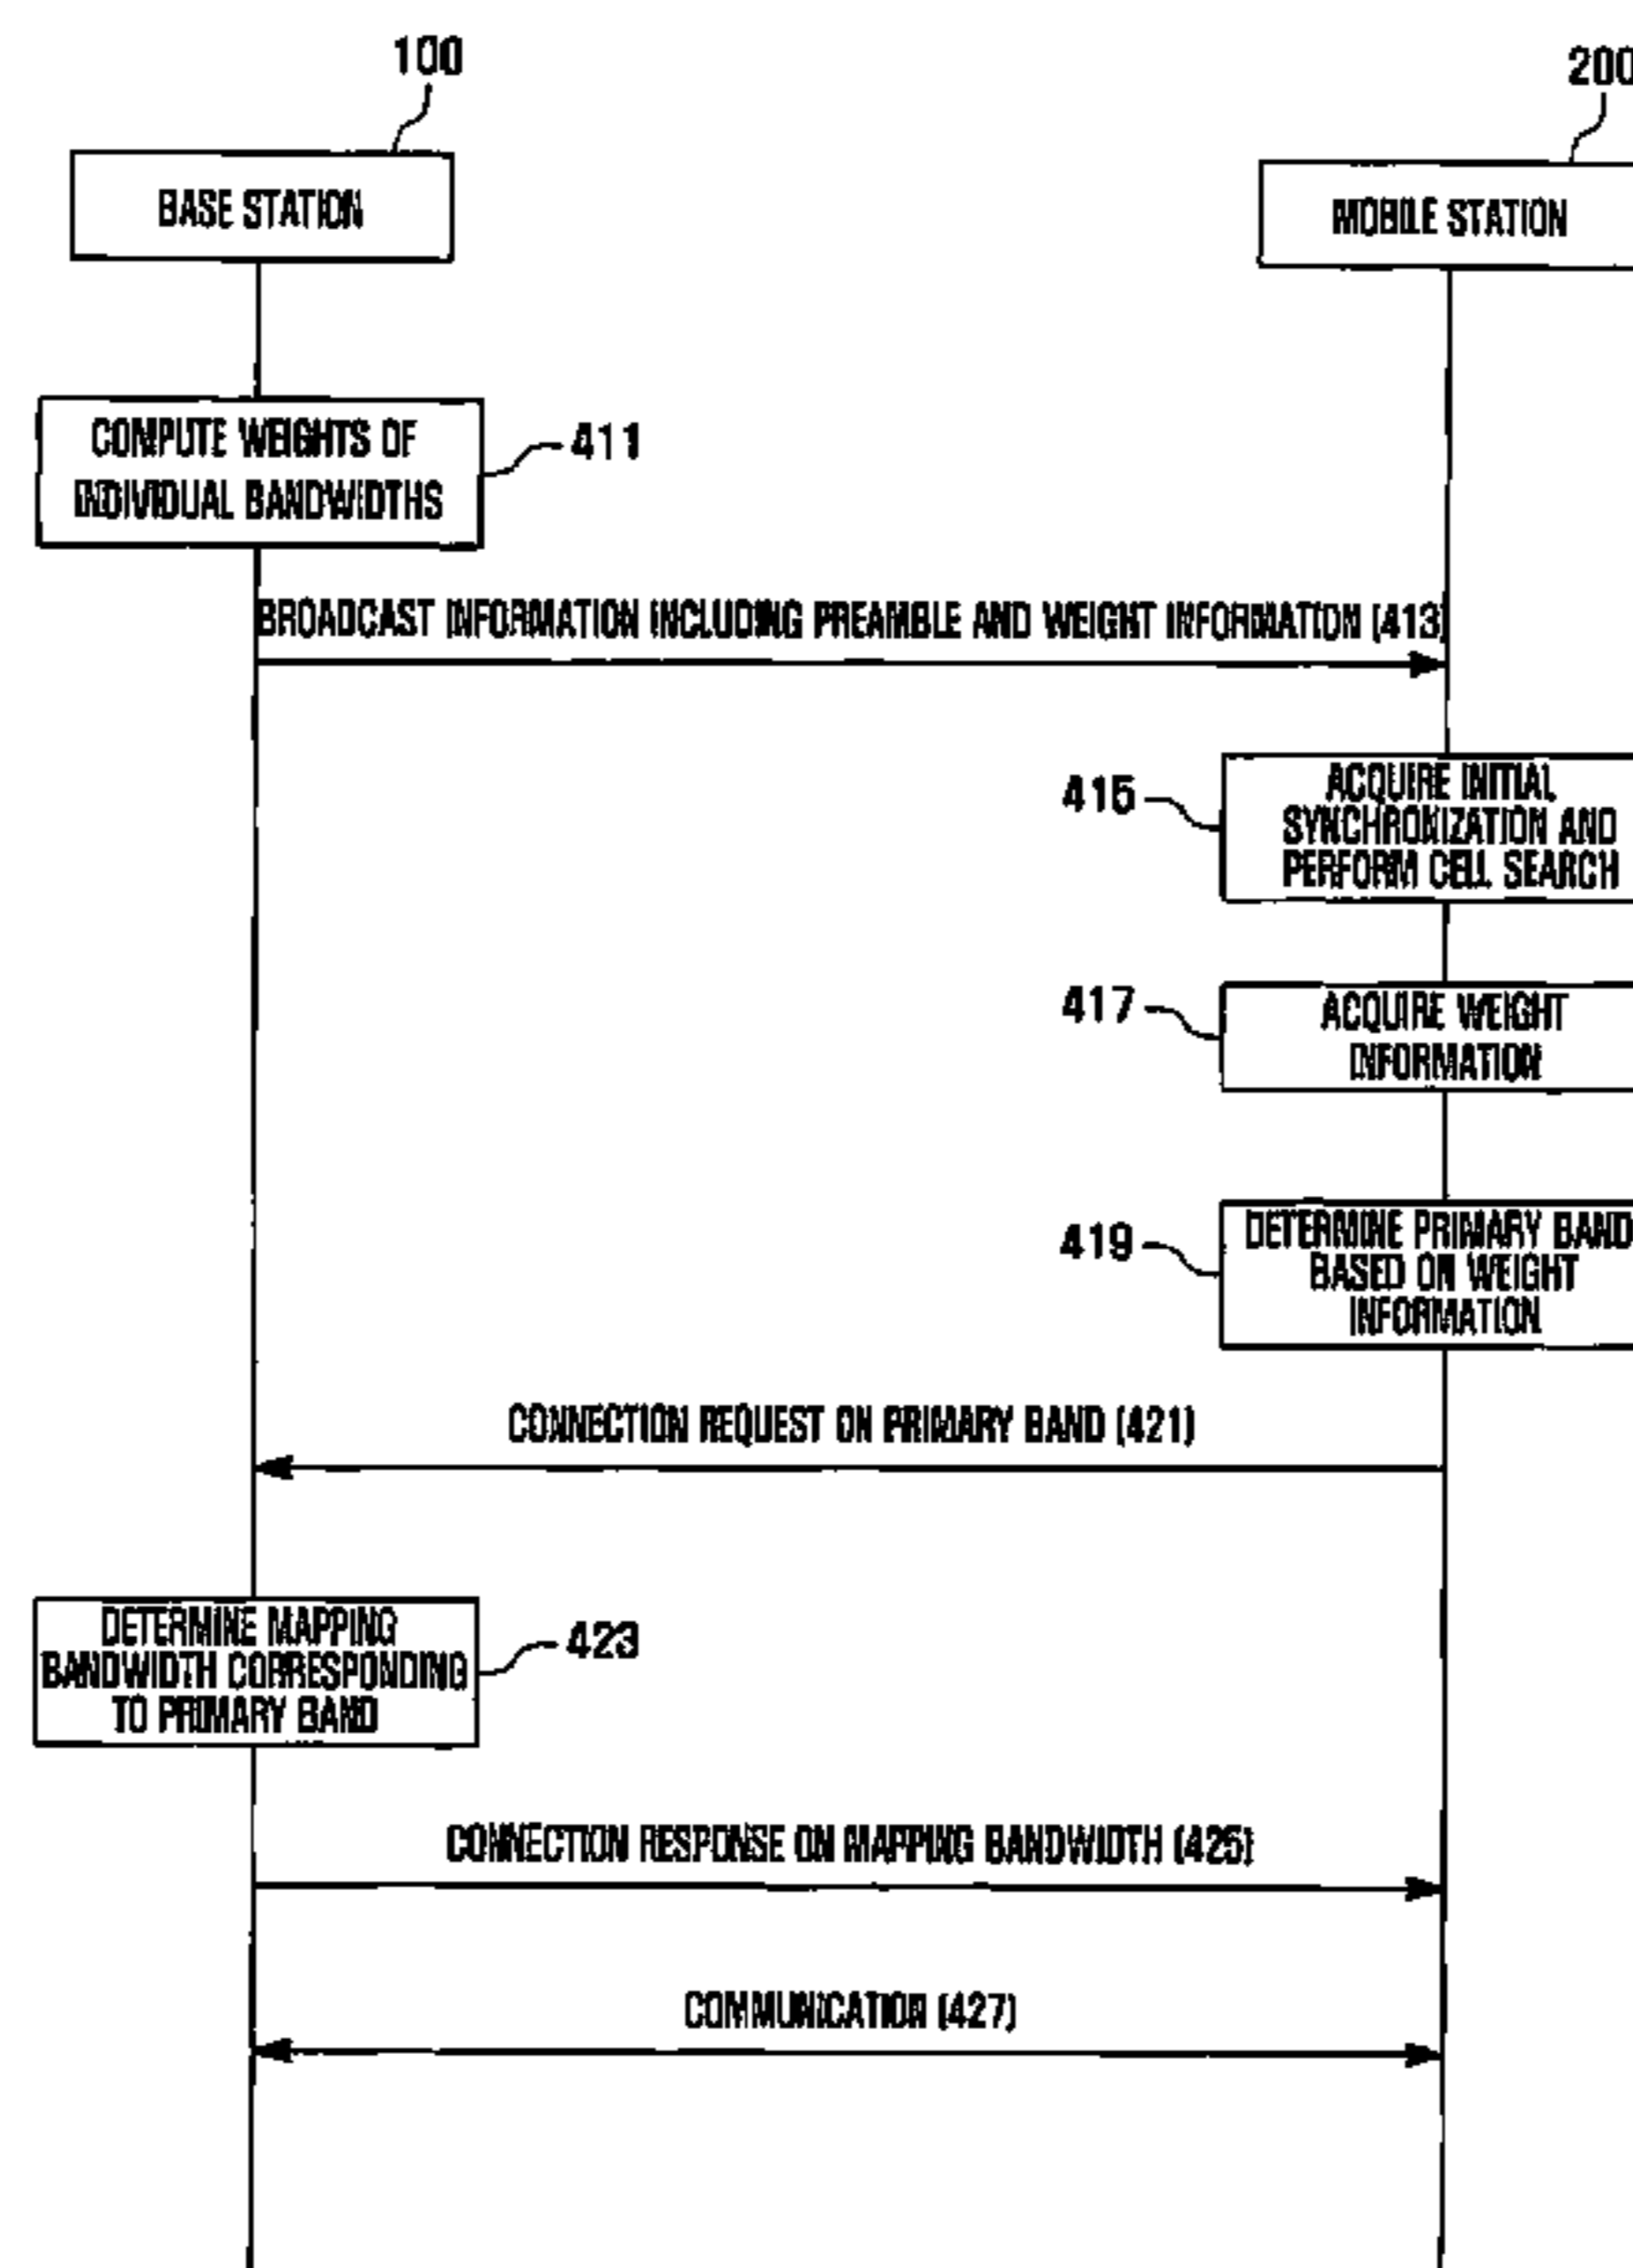 100
200
BASE STATION
MOBILE STATION
COMPUTE WEIGHTS OF
INDIVIDUAL BANDWIDTHS
411
BROADCAST INFORMATION INCLUDING PREAMBLE AND WEIGHT INFORMATION (413)
415
ACQUIRE INITIAL
SYNCHRONIZATION AND
PERFORM CELL SEARCH
417
ACQUIRE WEIGHT
INFORMATION
419
DETERMINE PRIMARY BAND
BASED ON WEIGHT
INFORMATION
CONNECTION REQUEST ON PRIMARY BAND (421)
DETERMINE MAPPING
BANDWIDTH CORRESPONDING
TO PRIMARY BAND
423
CONNECTION RESPONSE ON MAPPING BANDWIDTH (425)
COMMUNICATION (427)